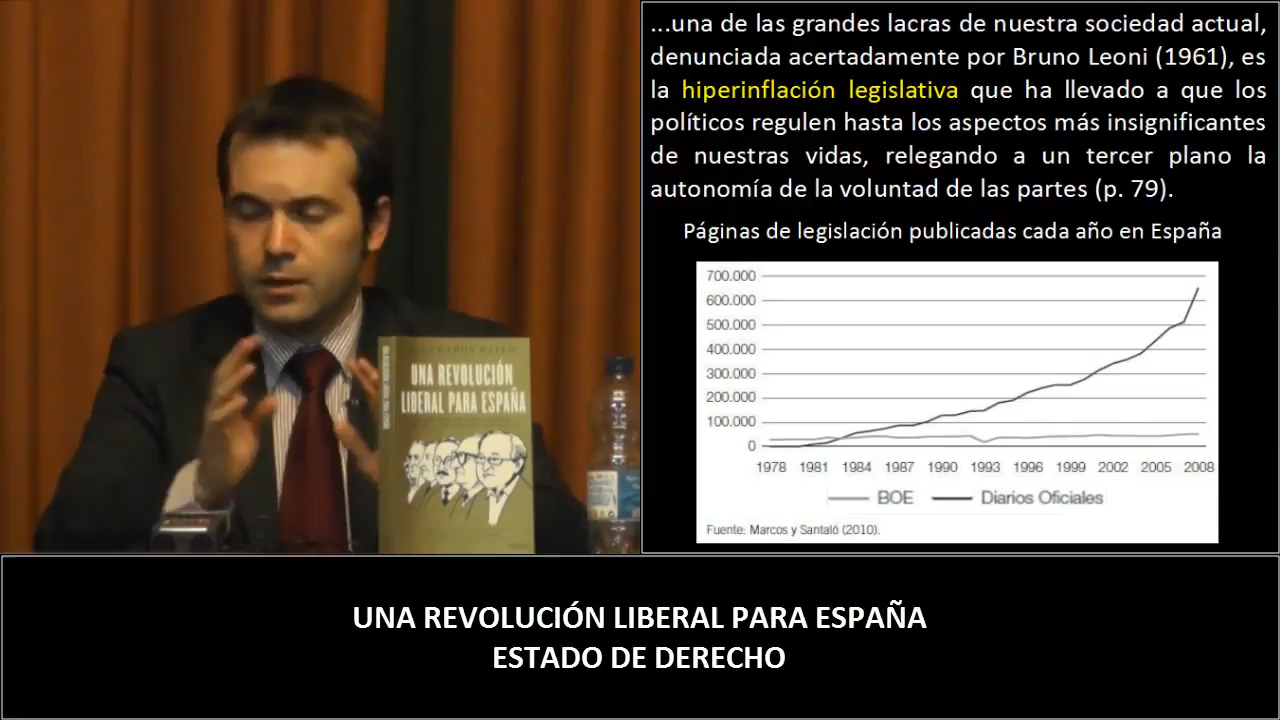 ...una de las grandes lacras de nuestra sociedad actual,
denunciada acertadamente por Bruno Leoni (1961), es
la hiperinflación legislativa que ha llevado a que los
políticos regulen hasta los aspectos más insignificantes
de nuestras vidas, relegando a un tercer plano la
autonomía de la voluntad de las partes (p. 79).
Páginas de legislación publicadas cada año en España
700.000
600.000
500.000
400.000
300.000
200.000
100.000
0
1978 1981 1984 1987 1990 1993 1996 1999 2002 2005 2008
BOE Diarios Oficiales
Fuente: Marcos y Santaló (2010).
UNA REVOLUCIÓN
LIBERAL PARA ESPAÑA
UNA REVOLUCIÓN LIBERAL PARA ESPAÑA
ESTADO DE DERECHO